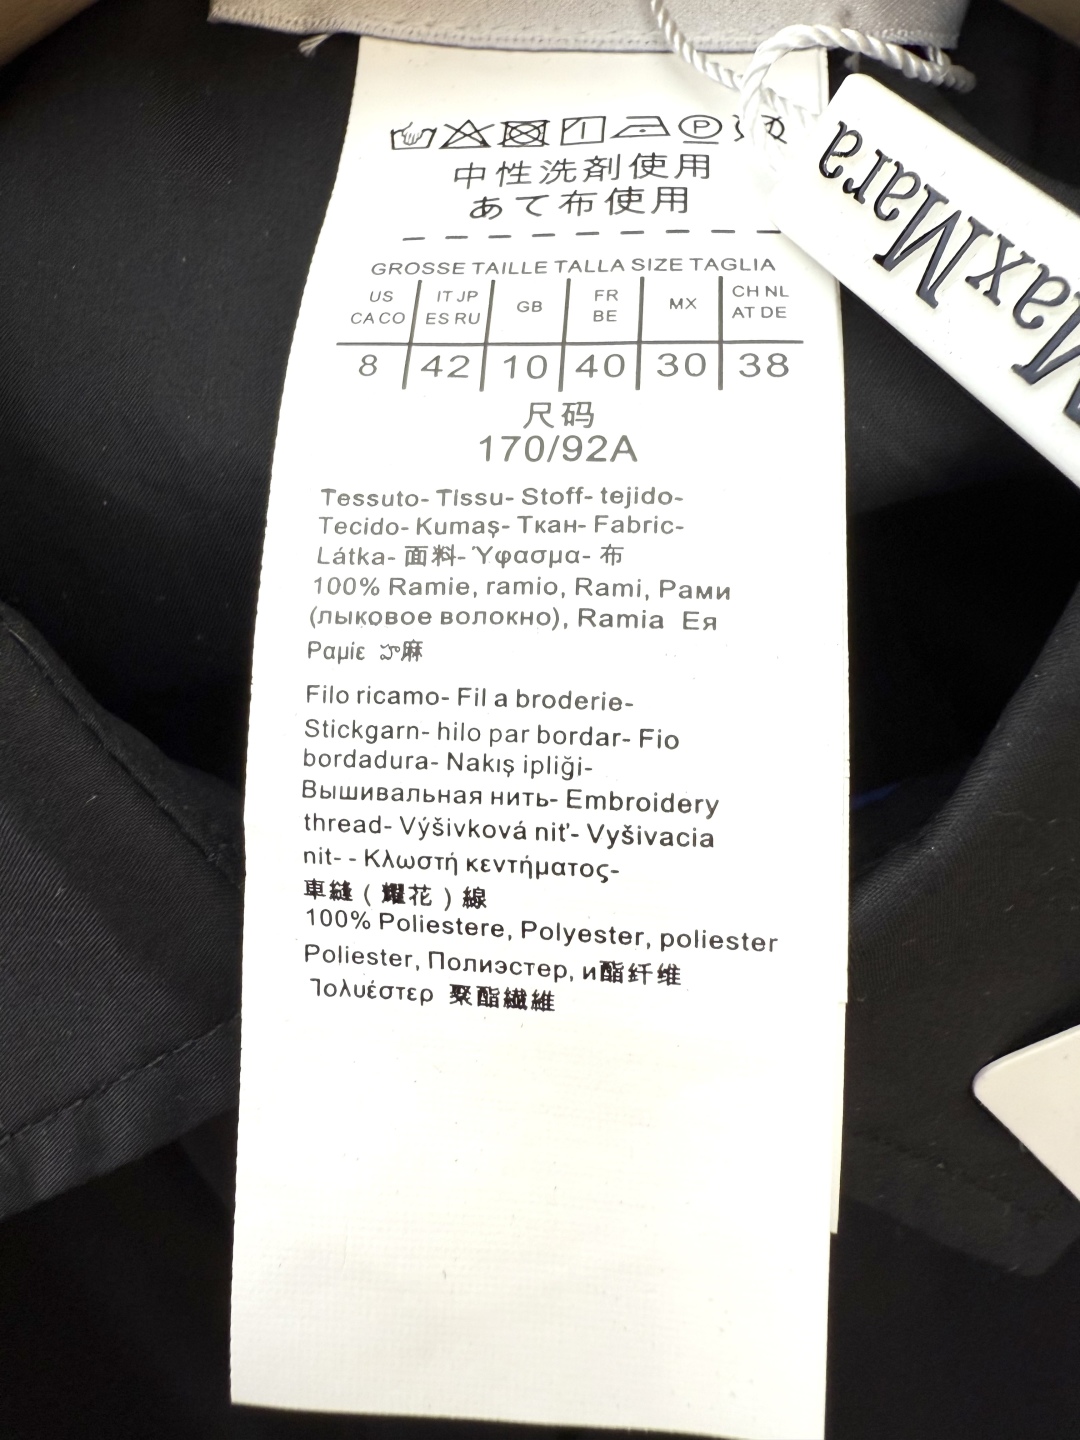 中性洗剤使用
あて布使用
GROSSE TAILLE TALLA SIZE TAGLIA
US CA CO
IT JP ES RU
GB
FR BE
MX
CH NL AT DE
8 42 10 40 30 38
尺码
170/92A
Tessuto- Tissu- Stoff- tejido-
Tecido- Kumaş- Ткан- Fabric-
Látka- 面料- Ύφασμα- 布
100% Ramie, ramio, Rami, Рами
(лыковое волокно), Ramia Ея
Ραμίε 麻
Filo ricamo- Fil a broderie-
Stickgarn- hilo par bordar- Fio
bordadura- Nakış ipliği-
Вышивальная нить- Embroidery
thread- Výšivková niť- Vyšivacia
nit- - Κλωστή κεντήματος-
車縫（耀花）線
100% Poliestere, Polyester, poliester
Poliester, Полиэстер, и酯纤维
Ίολυέστερ 聚酯纖維
MaxMara